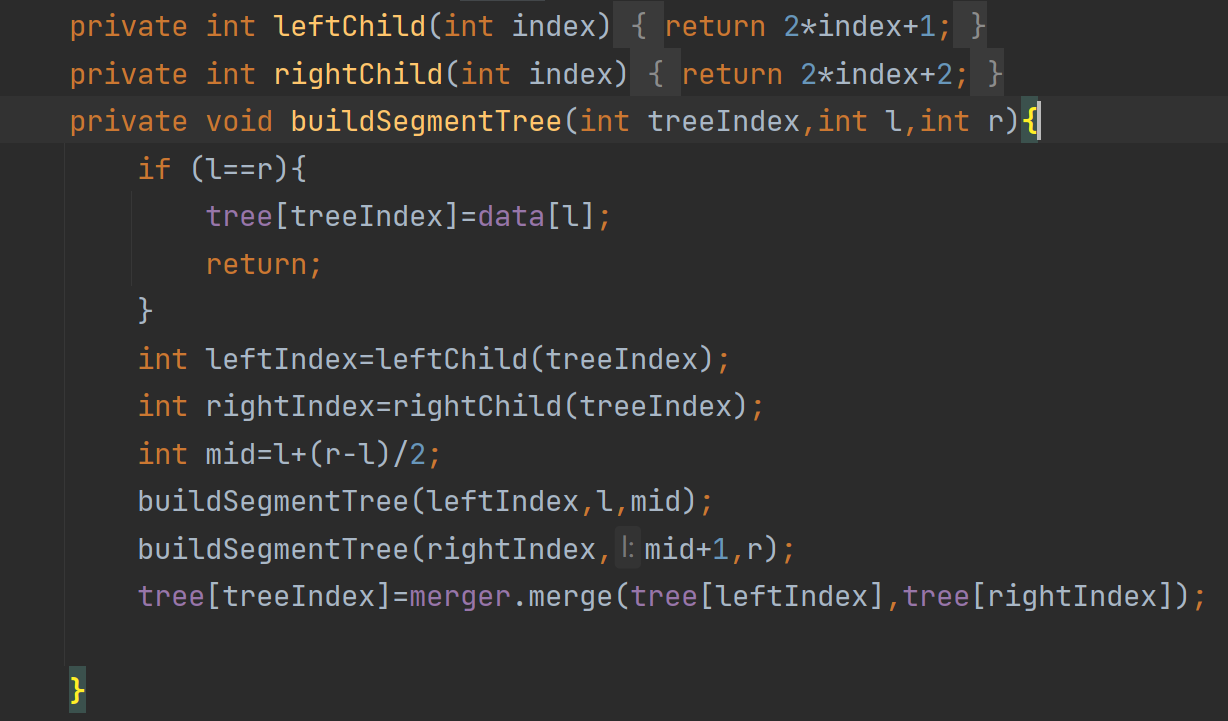 private int leftChild(int index) { return 2*index+1; }
private int rightChild(int index) { return 2*index+2; }
private void buildSegmentTree(int treeIndex,int l,int r){
if (l==r){
tree[treeIndex]=data[l];
return;
}
int leftIndex=leftChild(treeIndex);
int rightIndex=rightChild(treeIndex);
int mid=l+(r-l)/2;
buildSegmentTree(leftIndex,l,mid);
buildSegmentTree(rightIndex, l: mid+1,r);
tree[treeIndex]=merger.merge(tree[leftIndex],tree[rightIndex]);
}